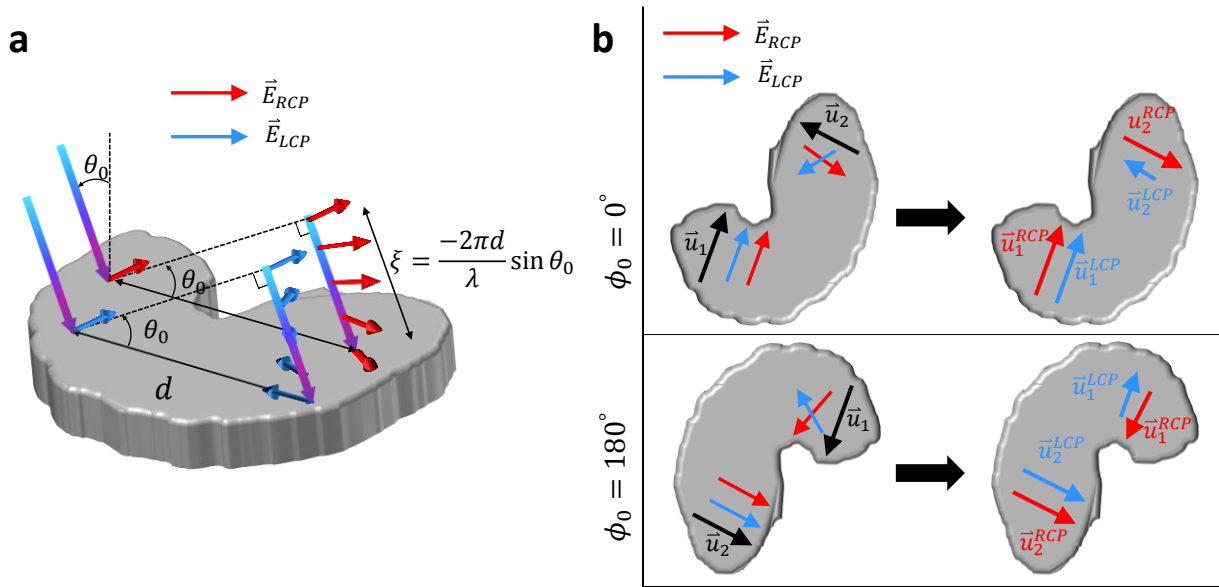 a
E⃗_RCP
E⃗_LCP
θ₀
ξ = −2πd/λ sin θ₀
θ₀
θ₀
d
b
E⃗_RCP
E⃗_LCP
ϕ₀ = 0°
u⃗₂
u⃗₁
u₂^RCP
u⃗₂^LCP
u⃗₁^RCP
u⃗₁^LCP
ϕ₀ = 180°
u⃗₁
u⃗₂
u⃗₁^LCP
u⃗₁^RCP
u⃗₂^LCP
u⃗₂^RCP